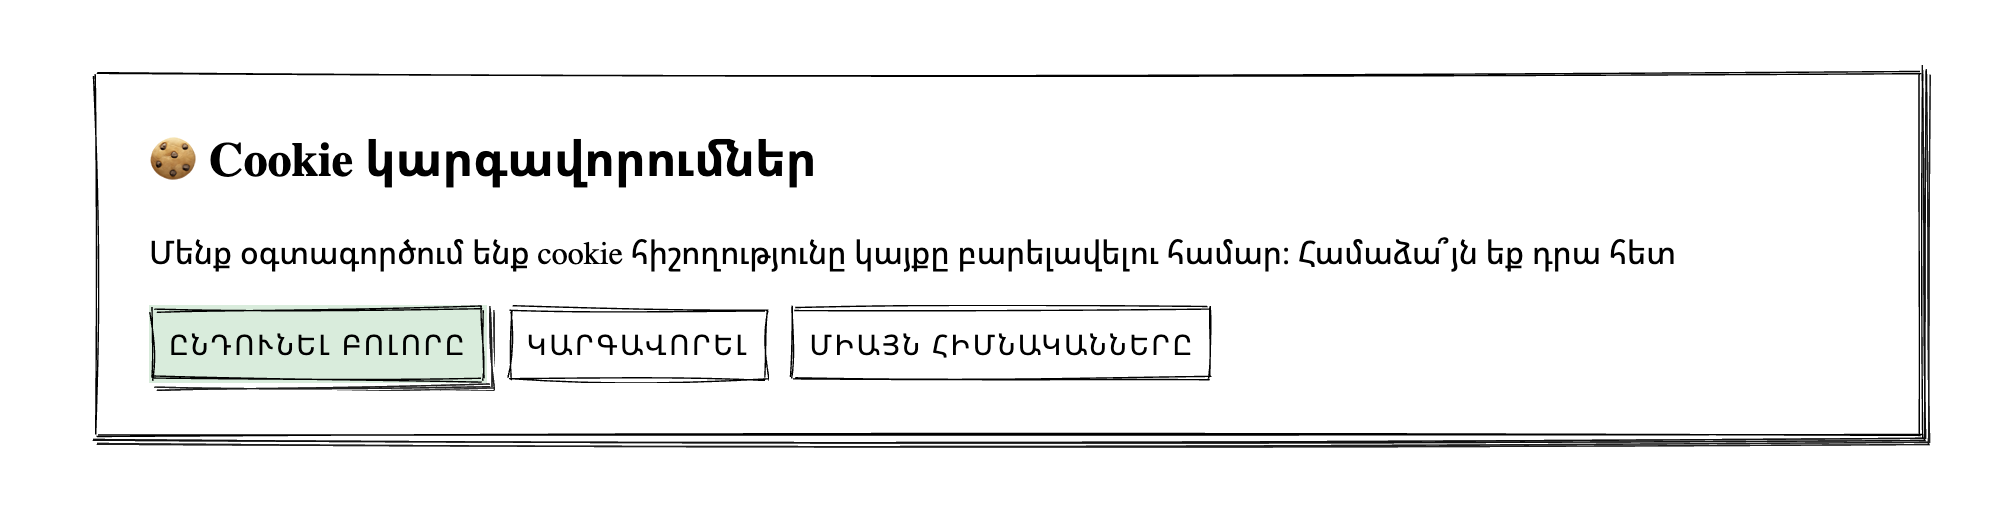 🍪 Cookie կարգավորումներ
Մենք օգտագործում ենք cookie հիշողությունը կայքը բարելավելու համար: Համաձա՞յն եք դրա հետ
ԸՆԴՈՒՆԵԼ ԲՈԼՈՐԸ
ԿԱՐԳԱՎՈՐԵԼ
ՄԻԱՅՆ ՀԻՄՆԱԿԱՆՆԵՐԸ